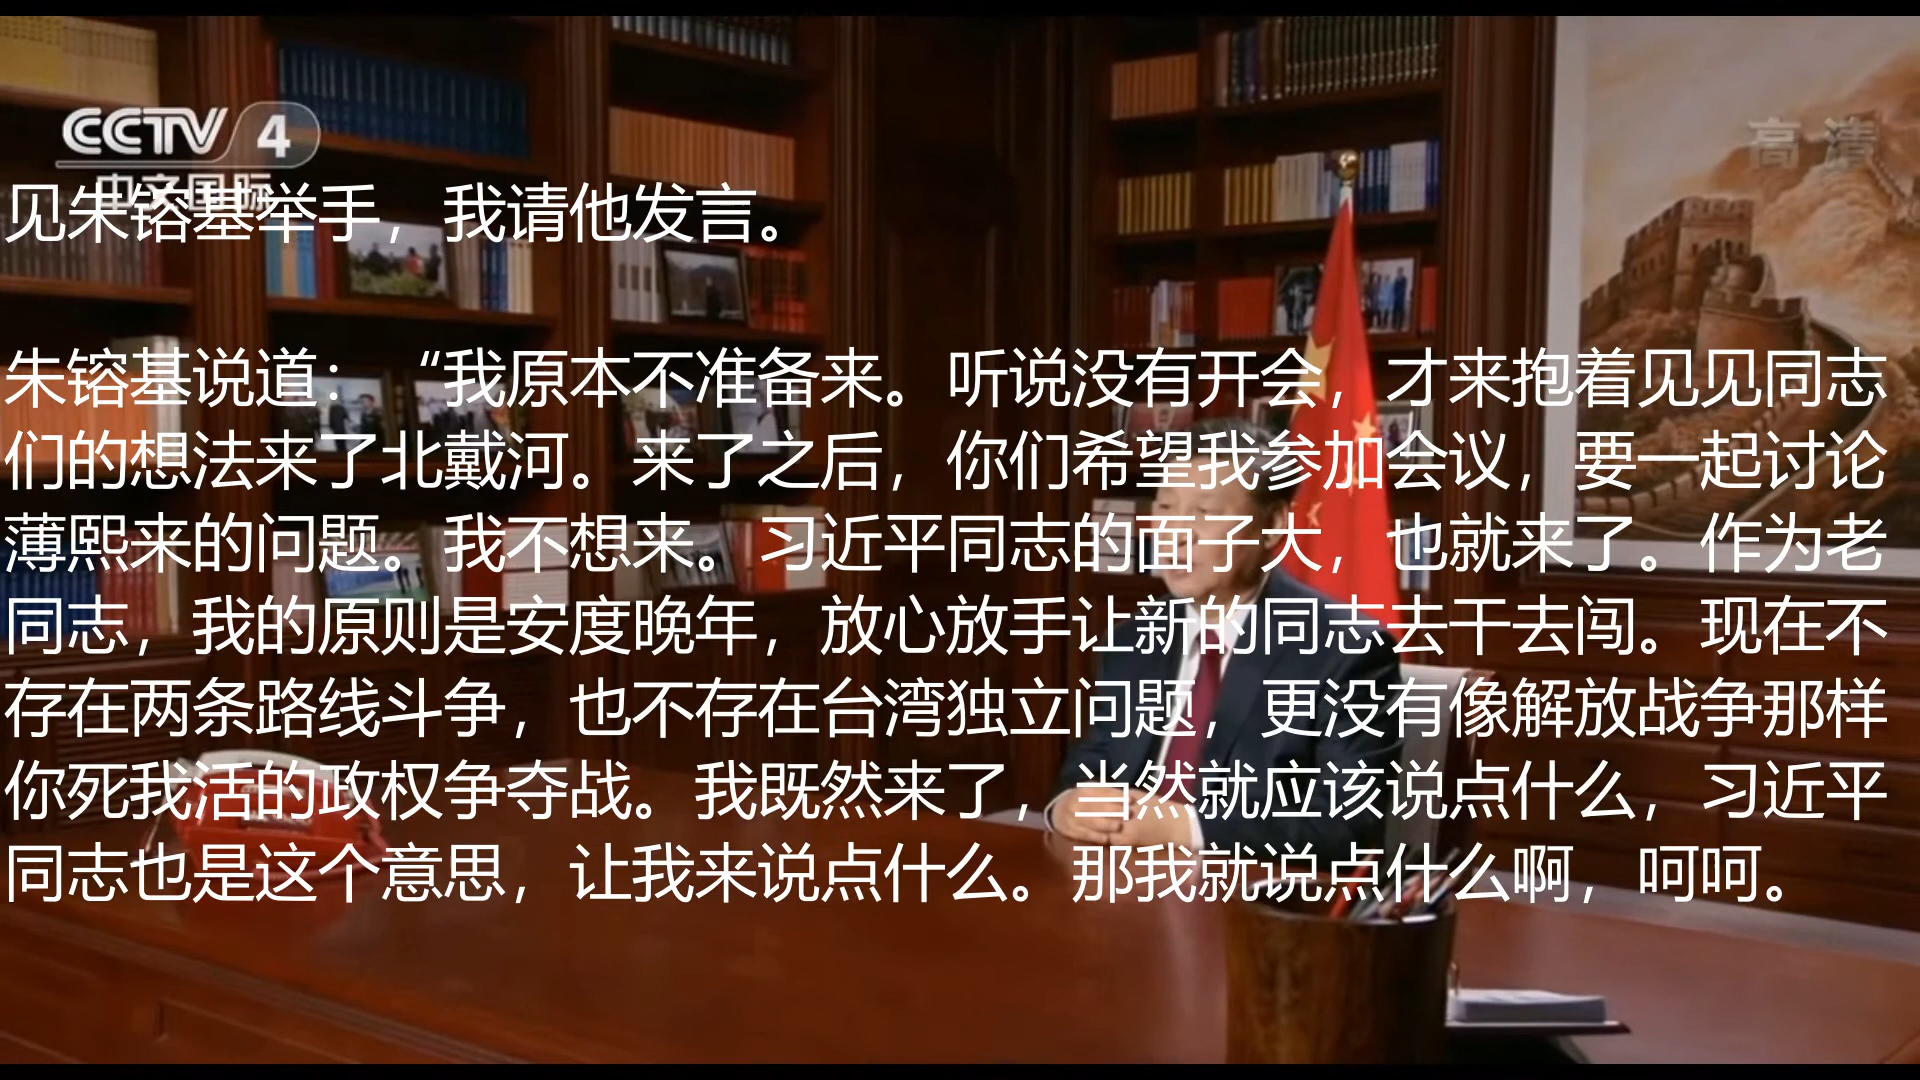 CCTV 4
高清
中文国际
见朱镕基举手，我请他发言。
朱镕基说道：“我原本不准备来。听说没有开会，才来抱着见见同志
们的想法来了北戴河。来了之后，你们希望我参加会议，要一起讨论
薄熙来的问题。我不想来。习近平同志的面子大，也就来了。作为老
同志，我的原则是安度晚年，放心放手让新的同志去干去闯。现在不
存在两条路线斗争，也不存在台湾独立问题，更没有像解放战争那样
你死我活的政权争夺战。我既然来了，当然就应该说点什么，习近平
同志也是这个意思，让我来说点什么。那我就说点什么啊，呵呵。